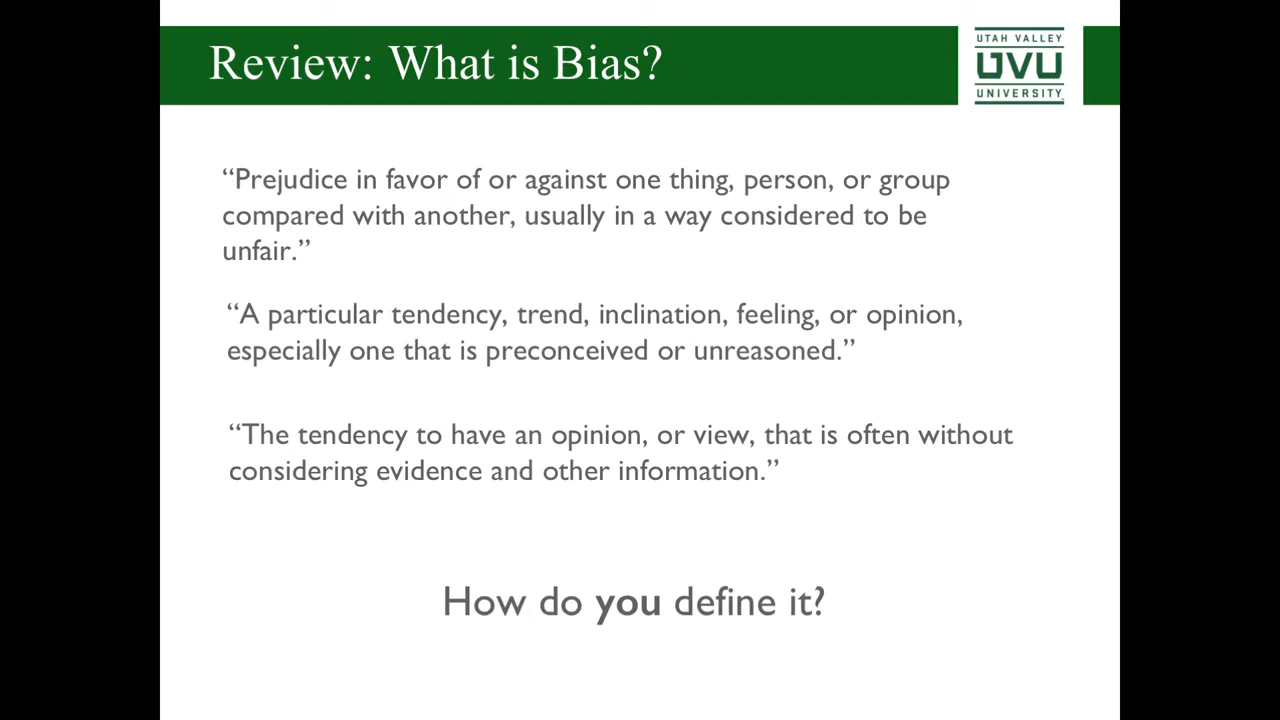 Review: What is Bias?
UTAH VALLEY
UVU
UNIVERSITY
“Prejudice in favor of or against one thing, person, or group
compared with another, usually in a way considered to be
unfair.”
“A particular tendency, trend, inclination, feeling, or opinion,
especially one that is preconceived or unreasoned.”
“The tendency to have an opinion, or view, that is often without
considering evidence and other information.”
How do you define it?